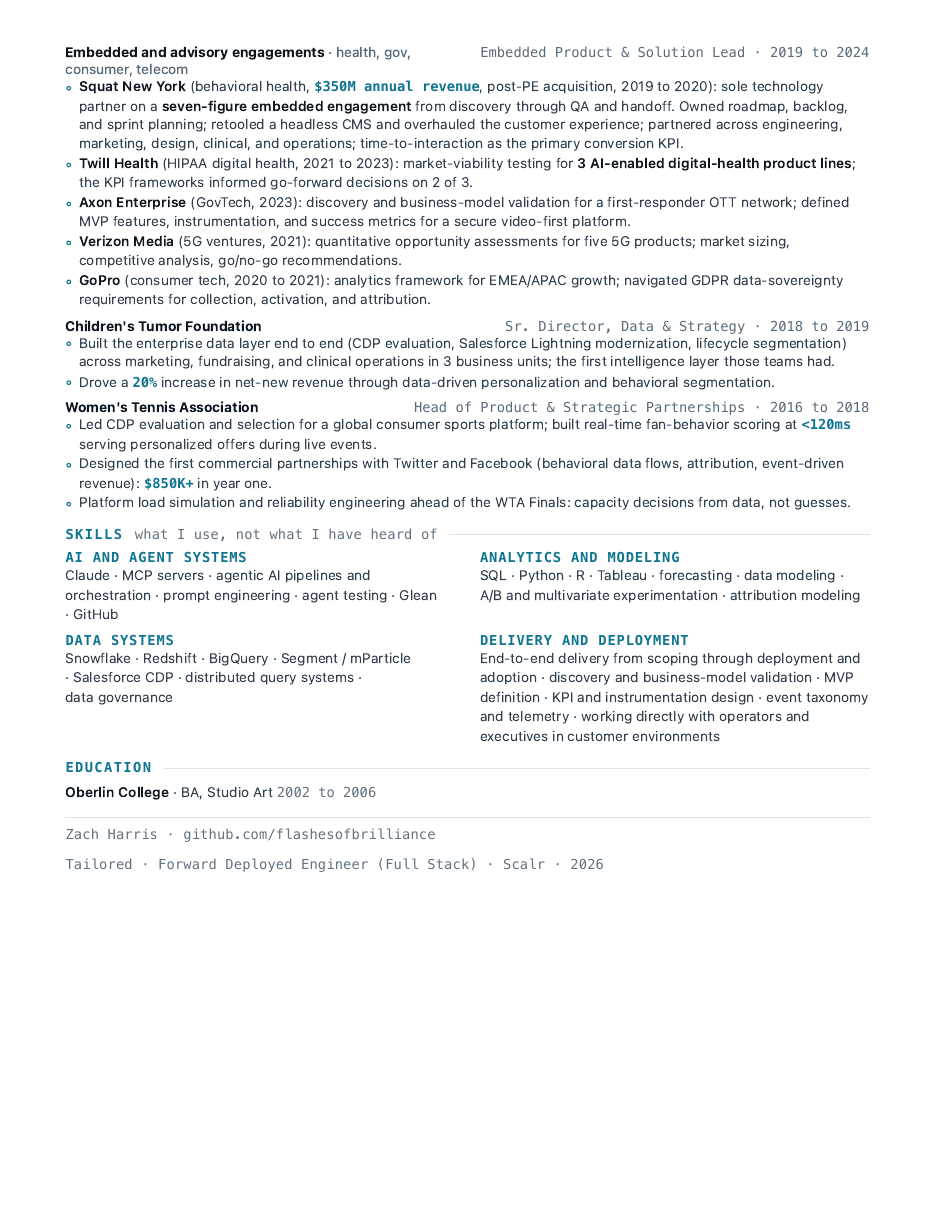 Embedded and advisory engagements · health, gov, consumer, telecom
Embedded Product & Solution Lead · 2019 to 2024
Squat New York (behavioral health, $350M annual revenue, post-PE acquisition, 2019 to 2020): sole technology
partner on a seven-figure embedded engagement from discovery through QA and handoff. Owned roadmap, backlog,
and sprint planning; retooled a headless CMS and overhauled the customer experience; partnered across engineering,
marketing, design, clinical, and operations; time-to-interaction as the primary conversion KPI.
Twill Health (HIPAA digital health, 2021 to 2023): market-viability testing for 3 AI-enabled digital-health product lines;
the KPI frameworks informed go-forward decisions on 2 of 3.
Axon Enterprise (GovTech, 2023): discovery and business-model validation for a first-responder OTT network; defined
MVP features, instrumentation, and success metrics for a secure video-first platform.
Verizon Media (5G ventures, 2021): quantitative opportunity assessments for five 5G products; market sizing,
competitive analysis, go/no-go recommendations.
GoPro (consumer tech, 2020 to 2021): analytics framework for EMEA/APAC growth; navigated GDPR data-sovereignty
requirements for collection, activation, and attribution.
Children's Tumor Foundation
Sr. Director, Data & Strategy · 2018 to 2019
Built the enterprise data layer end to end (CDP evaluation, Salesforce Lightning modernization, lifecycle segmentation)
across marketing, fundraising, and clinical operations in 3 business units; the first intelligence layer those teams had.
Drove a 20% increase in net-new revenue through data-driven personalization and behavioral segmentation.
Women's Tennis Association
Head of Product & Strategic Partnerships · 2016 to 2018
Led CDP evaluation and selection for a global consumer sports platform; built real-time fan-behavior scoring at <120ms
serving personalized offers during live events.
Designed the first commercial partnerships with Twitter and Facebook (behavioral data flows, attribution, event-driven
revenue): $850K+ in year one.
Platform load simulation and reliability engineering ahead of the WTA Finals: capacity decisions from data, not guesses.
SKILLS what I use, not what I have heard of
AI AND AGENT SYSTEMS
Claude · MCP servers · agentic AI pipelines and
orchestration · prompt engineering · agent testing · Glean
· GitHub
ANALYTICS AND MODELING
SQL · Python · R · Tableau · forecasting · data modeling ·
A/B and multivariate experimentation · attribution modeling
DATA SYSTEMS
Snowflake · Redshift · BigQuery · Segment / mParticle
· Salesforce CDP · distributed query systems ·
data governance
DELIVERY AND DEPLOYMENT
End-to-end delivery from scoping through deployment and
adoption · discovery and business-model validation · MVP
definition · KPI and instrumentation design · event taxonomy
and telemetry · working directly with operators and
executives in customer environments
EDUCATION
Oberlin College · BA, Studio Art 2002 to 2006
Zach Harris · github.com/flashesofbrilliance
Tailored · Forward Deployed Engineer (Full Stack) · Scalr · 2026